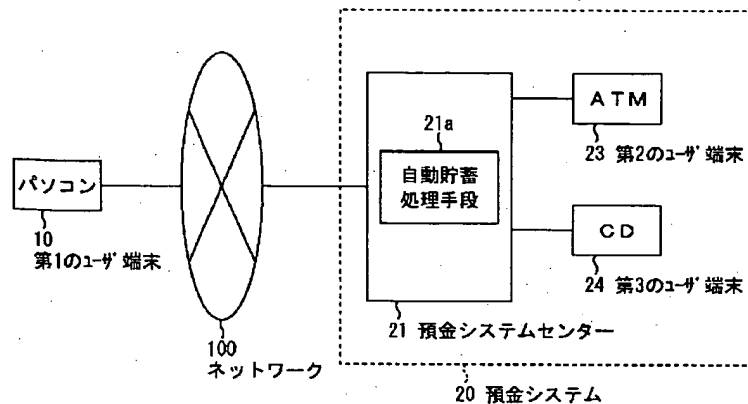 パソコン
10
第1のﾕｰｻﾞ端末
100
ネットワーク
21a
自動貯蓄
処理手段
21 預金システムセンター
ATM
23 第2のﾕｰｻﾞ端末
CD
24 第3のﾕｰｻﾞ端末
20 預金システム